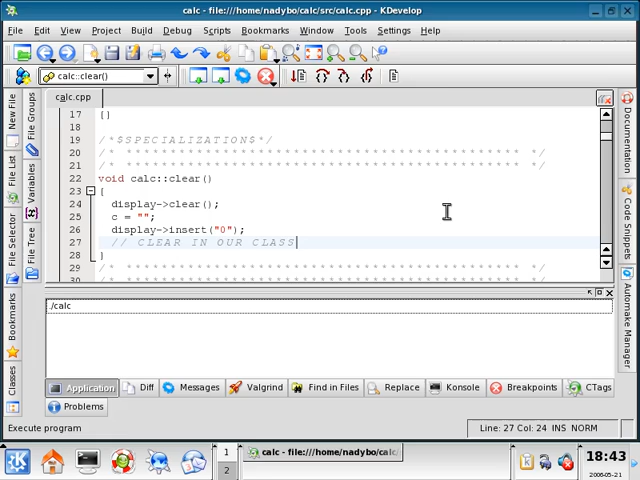 calc - file:///home/nadybo/calc/src/calc.cpp - KDevelop
File Edit View Project Build Debug Scripts Bookmarks Window Tools Settings Help
calc::clear()
calc.cpp
17 []
18
19 /*$SPECIALIZATION$*/
20 /* ************************************************** */
21 /* ************************************************** */
22 void calc::clear()
23 {
24 display->clear();
25 c = "";
26 display->insert("0");
27 // CLEAR IN OUR CLASS
28 }
29 /* ************************************************** */
30
New File
File List
File Selector
Bookmarks
Classes
File Groups
Variables
File Tree
Documentation
Code Snippets
Automake Manager
./calc
Application Diff Messages Valgrind Find in Files Replace Konsole Breakpoints CTags
Problems
Execute program Line: 27 Col: 24 INS NORM
1
2
calc - file:///home/nadybo/calc/
18:43
2006-05-21